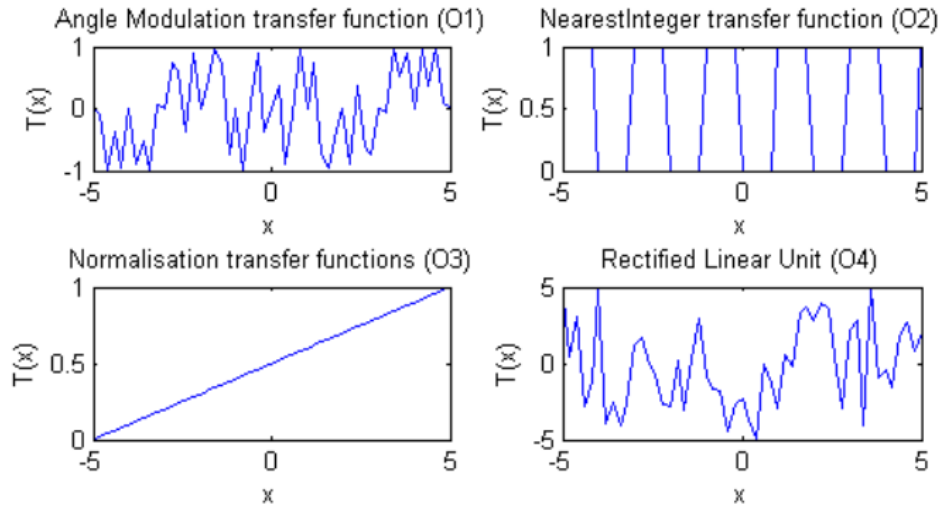 Angle Modulation transfer function (O1)
1
0
-1
T(x)
-5
0
5
x
NearestInteger transfer function (O2)
1
0.5
0
T(x)
-5
0
5
x
Normalisation transfer functions (O3)
1
0.5
0
T(x)
-5
0
5
x
Rectified Linear Unit (O4)
5
0
-5
T(x)
-5
0
5
x